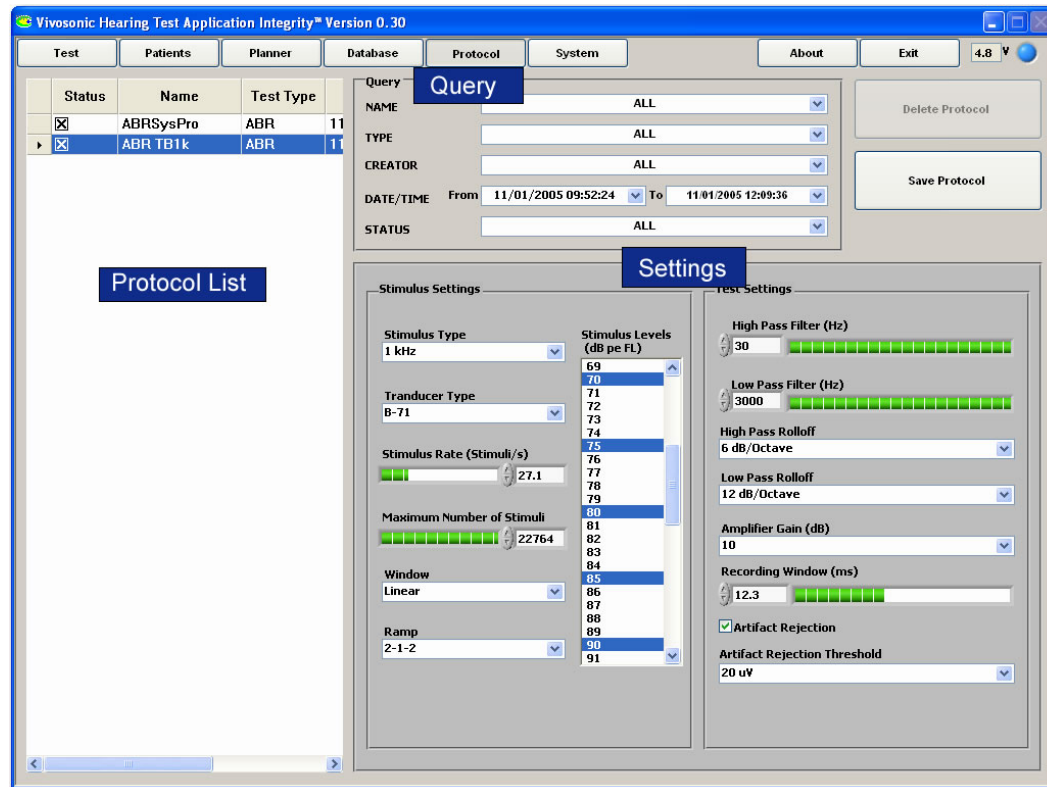 Vivosonic Hearing Test Application Integrity™ Version 0.30
Test Patients Planner Database Protocol System About Exit 4.8 V
Status Name Test Type
ABRSysPro ABR 11
ABR TB1k ABR 11
Protocol List
Query
Query
NAME ALL
TYPE ALL
CREATOR ALL
DATE/TIME From 11/01/2005 09:52:24 To 11/01/2005 12:09:36
STATUS ALL
Delete Protocol
Save Protocol
Settings
Stimulus Settings
Stimulus Type
1 kHz
Tranducer Type
B-71
Stimulus Rate (Stimuli/s)
27.1
Maximum Number of Stimuli
22764
Window
Linear
Ramp
2-1-2
Stimulus Levels
(dB pe FL)
69
70
71
72
73
74
75
76
77
78
79
80
81
82
83
84
85
86
87
88
89
90
91
Test Settings
High Pass Filter (Hz)
30
Low Pass Filter (Hz)
3000
High Pass Rolloff
6 dB/Octave
Low Pass Rolloff
12 dB/Octave
Amplifier Gain (dB)
10
Recording Window (ms)
12.3
Artifact Rejection
Artifact Rejection Threshold
20 uV